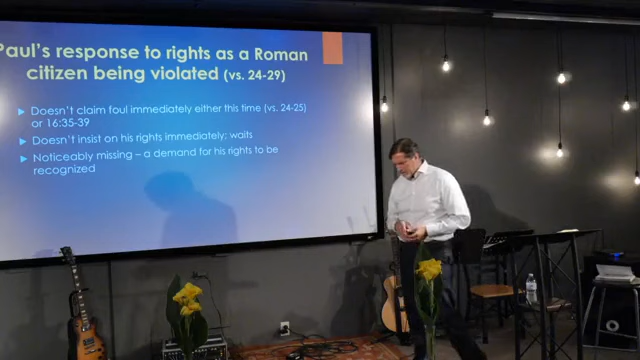 Paul's response to rights as a Roman
citizen being violated (vs. 24-29)
Doesn't claim foul immediately either this time (vs. 24-25)
or 16:35-39
Doesn't insist on his rights immediately; waits
Noticeably missing – a demand for his rights to be
recognized